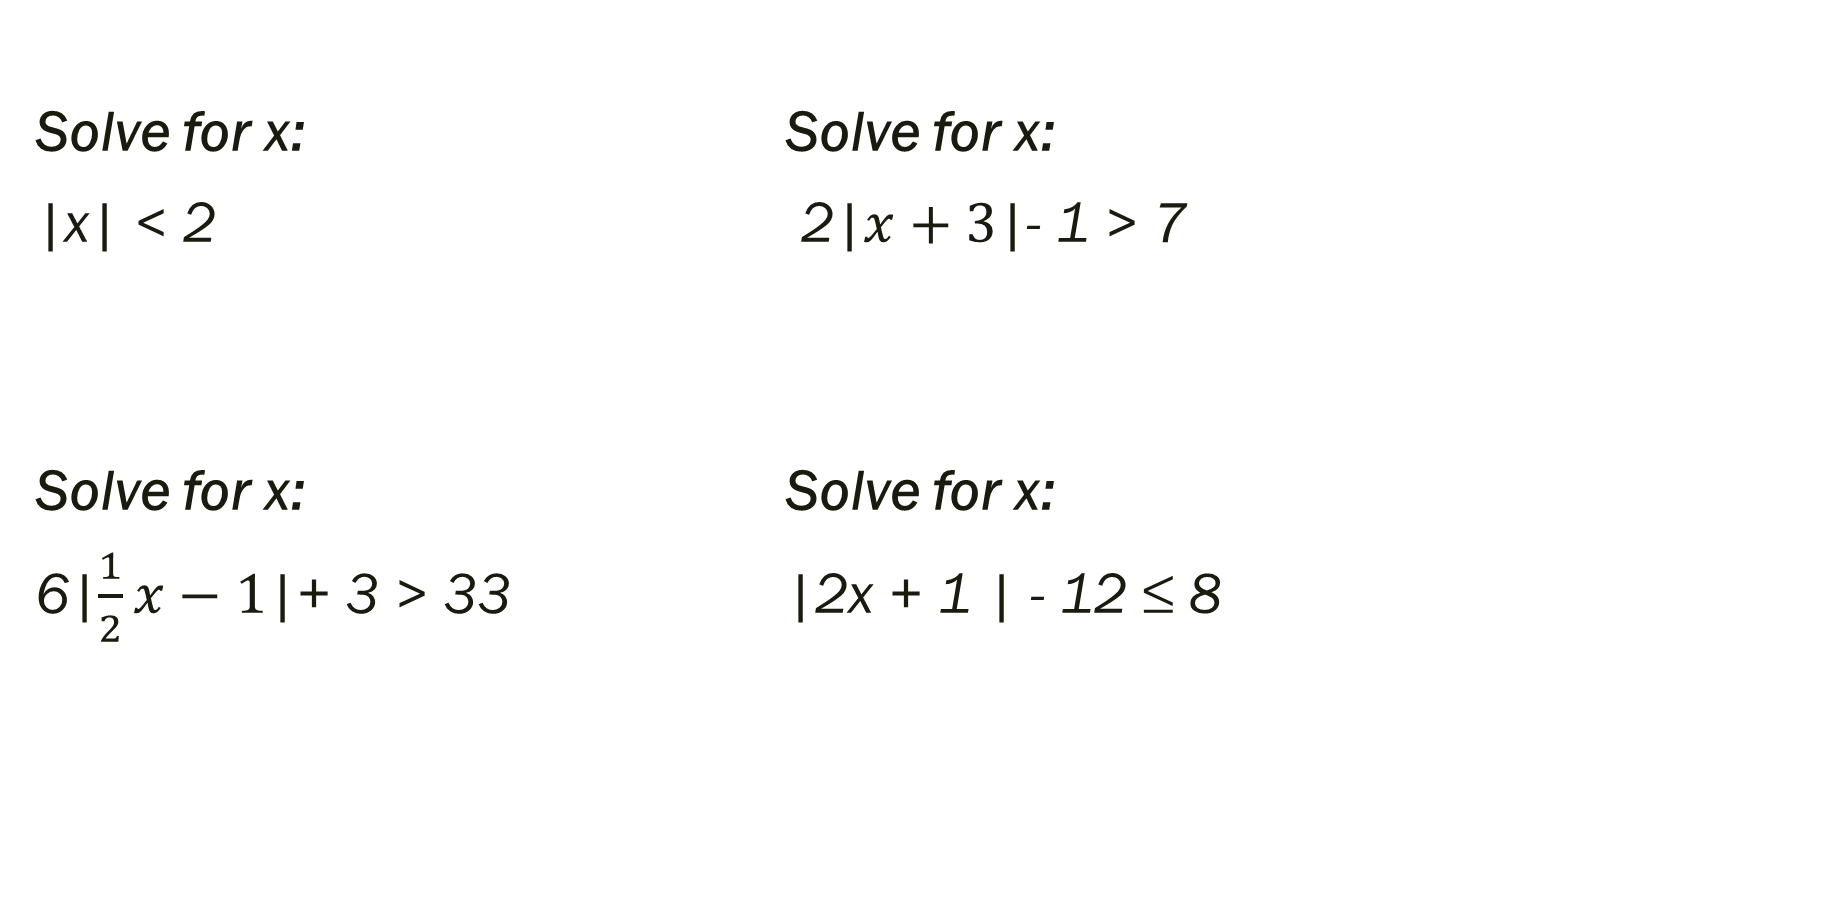 Solve for x:
|x| < 2
Solve for x:
2|x + 3|- 1 > 7
Solve for x:
6|½x − 1|+ 3 > 33
Solve for x:
|2x + 1 | - 12 ≤ 8